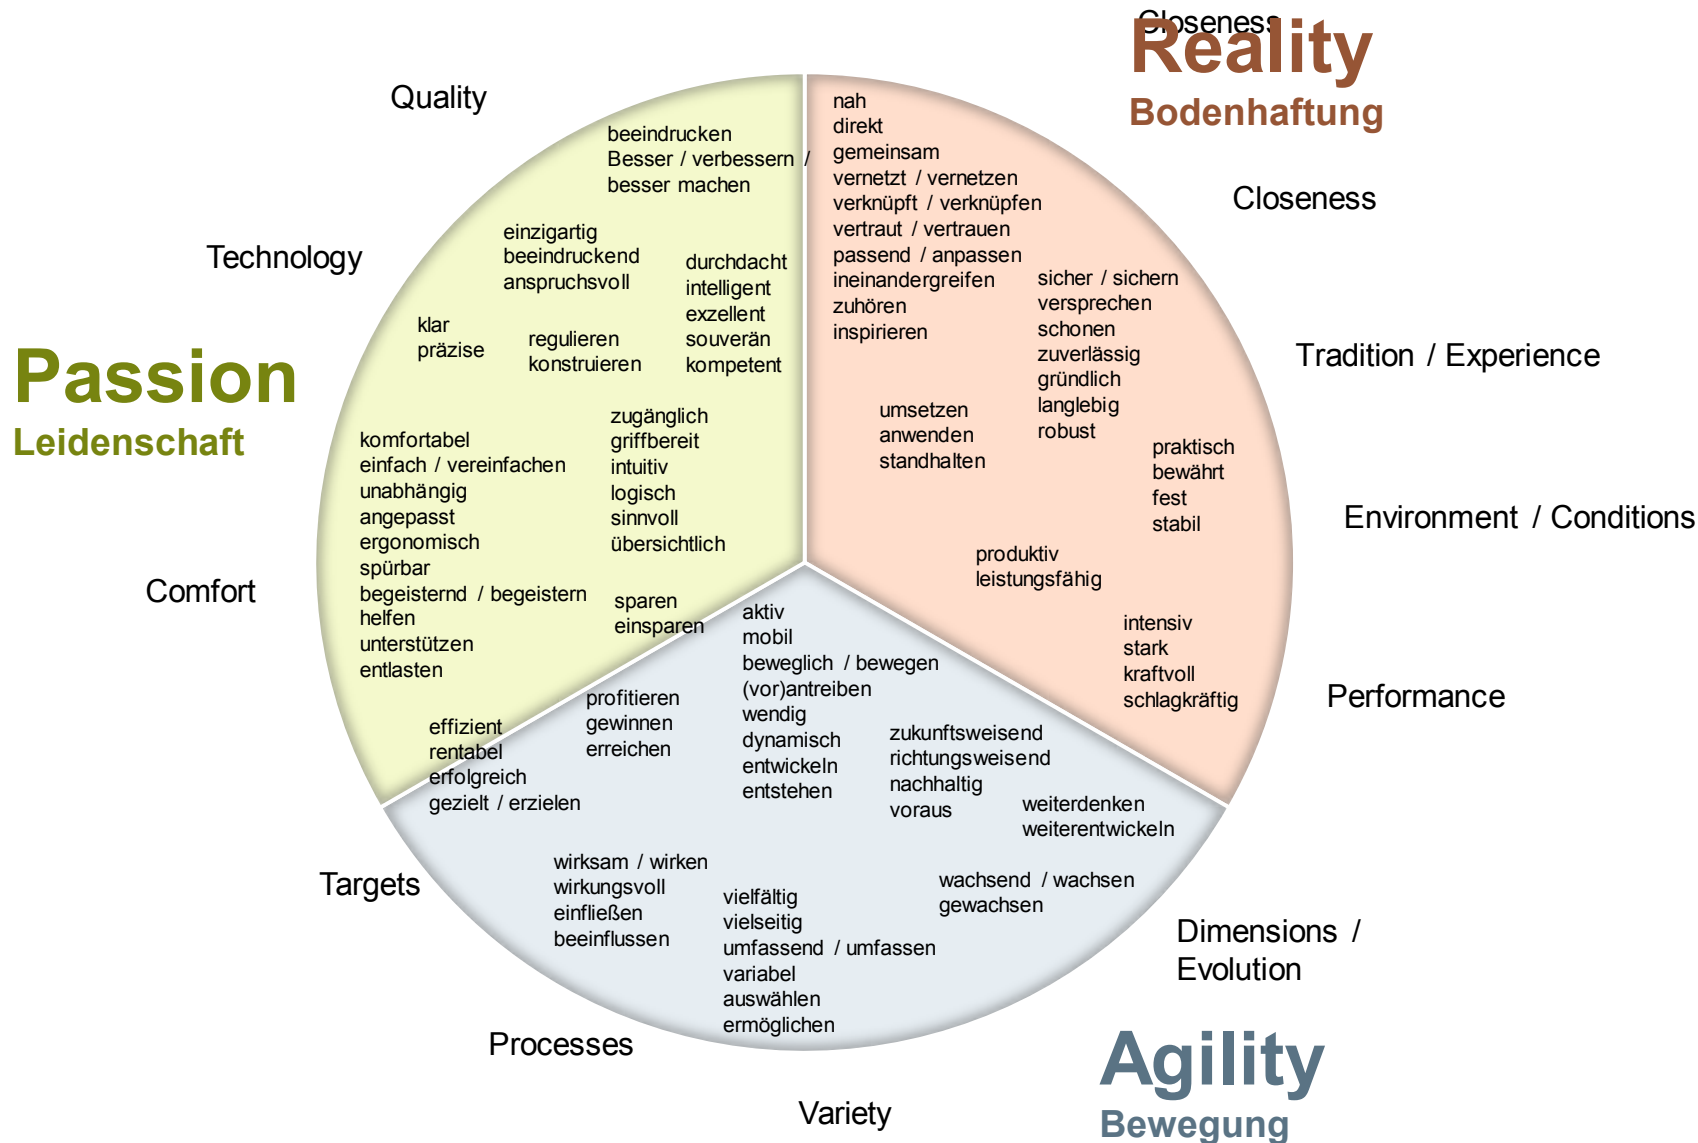 Closeness
Reality
Bodenhaftung
Quality
Technology
Passion
Leidenschaft
Comfort
beeindrucken
Besser / verbessern /
besser machen
einzigartig
beeindruckend
anspruchsvoll
durchdacht
intelligent
exzellent
souverän
kompetent
klar
präzise
regulieren
konstruieren
zugänglich
griffbereit
intuitiv
logisch
sinnvoll
übersichtlich
komfortabel
einfach / vereinfachen
unabhängig
angepasst
ergonomisch
spürbar
begeisternd / begeistern
helfen
unterstützen
entlasten
sparen
einsparen
nah
direkt
gemeinsam
vernetzt / vernetzen
verknüpft / verknüpfen
vertraut / vertrauen
passend / anpassen
ineinandergreifen
zuhören
inspirieren
sicher / sichern
versprechen
schonen
zuverlässig
gründlich
langlebig
robust
umsetzen
anwenden
standhalten
praktisch
bewährt
fest
stabil
produktiv
leistungsfähig
intensiv
stark
kraftvoll
schlagkräftig
Closeness
Tradition / Experience
Environment / Conditions
Performance
aktiv
mobil
beweglich / bewegen
(vor)antreiben
wendig
dynamisch
entwickeln
entstehen
profitieren
gewinnen
erreichen
effizient
rentabel
erfolgreich
gezielt / erzielen
zukunftsweisend
richtungsweisend
nachhaltig
voraus
weiterdenken
weiterentwickeln
wachsend / wachsen
gewachsen
wirksam / wirken
wirkungsvoll
einfließen
beeinflussen
vielfältig
vielseitig
umfassend / umfassen
variabel
auswählen
ermöglichen
Targets
Processes
Variety
Dimensions /
Evolution
Agility
Bewegung